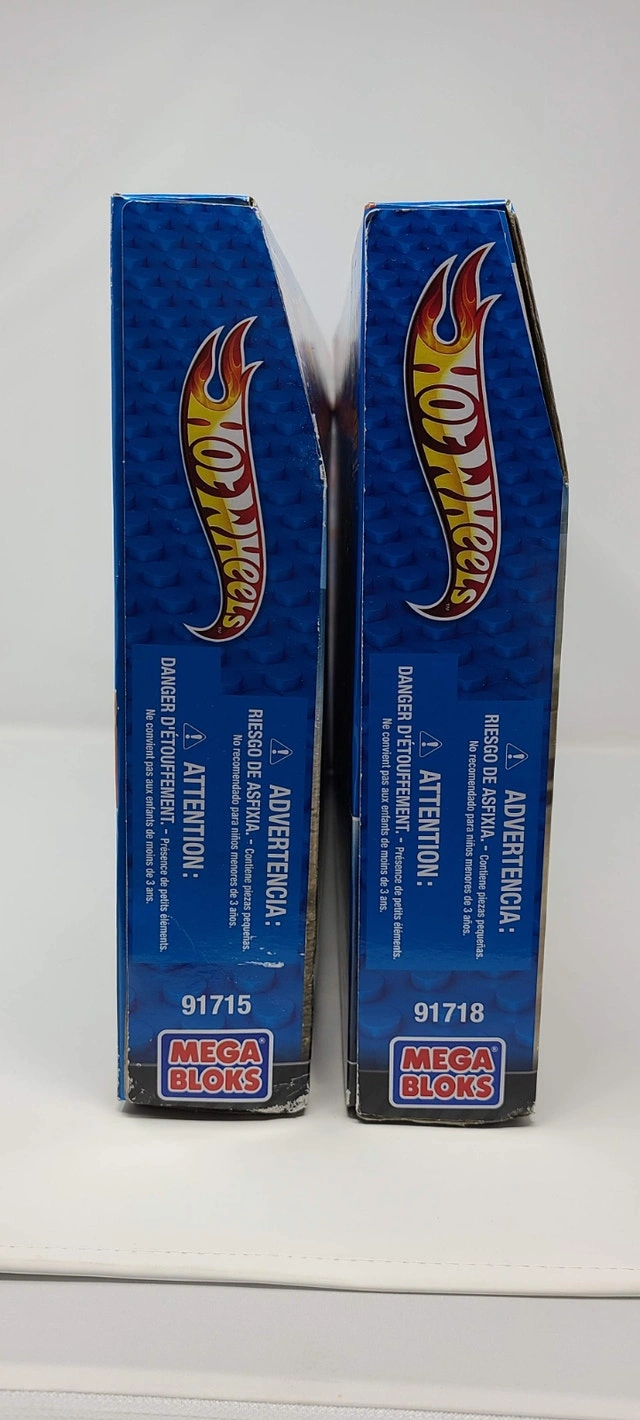 HOT WHEELS™
⚠ ADVERTENCIA:
RIESGO DE ASFIXIA. – Contiene piezas pequeñas.
No recomendado para niños menores de 3 años.
⚠ ATTENTION :
DANGER D'ÉTOUFFEMENT. – Présence de petits éléments.
Ne convient pas aux enfants de moins de 3 ans.
91715
MEGA
BLOKS®
HOT WHEELS™
⚠ ADVERTENCIA:
RIESGO DE ASFIXIA. – Contiene piezas pequeñas.
No recomendado para niños menores de 3 años.
⚠ ATTENTION :
DANGER D'ÉTOUFFEMENT. – Présence de petits éléments.
Ne convient pas aux enfants de moins de 3 ans.
91718
MEGA
BLOKS®